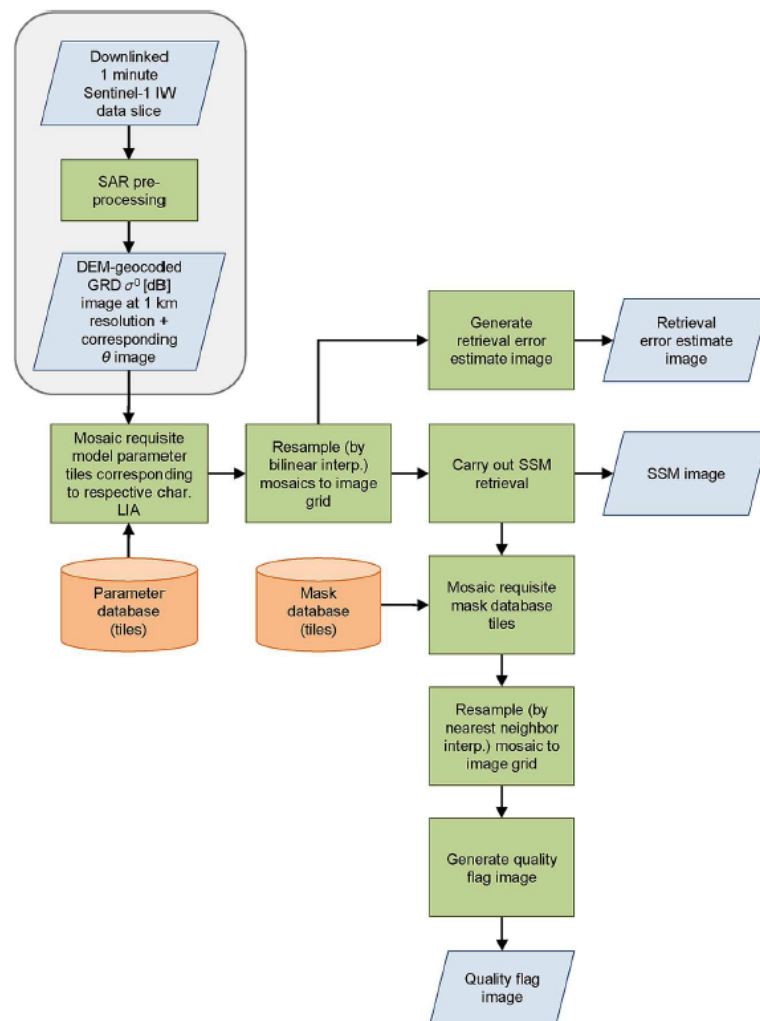 Downlinked
1 minute
Sentinel-1 IW
data slice
SAR pre-
processing
DEM-geocoded
GRD σ⁰ [dB]
image at 1 km
resolution +
corresponding
θ image
Generate
retrieval error
estimate image
Retrieval
error estimate
image
Mosaic requisite
model parameter
tiles corresponding
to respective char.
LIA
Resample (by
bilinear interp.)
mosaics to image
grid
Carry out SSM
retrieval
SSM image
Parameter
database
(tiles)
Mask
database
(tiles)
Mosaic requisite
mask database
tiles
Resample (by
nearest neighbor
interp.) mosaic to
image grid
Generate quality
flag image
Quality flag
image